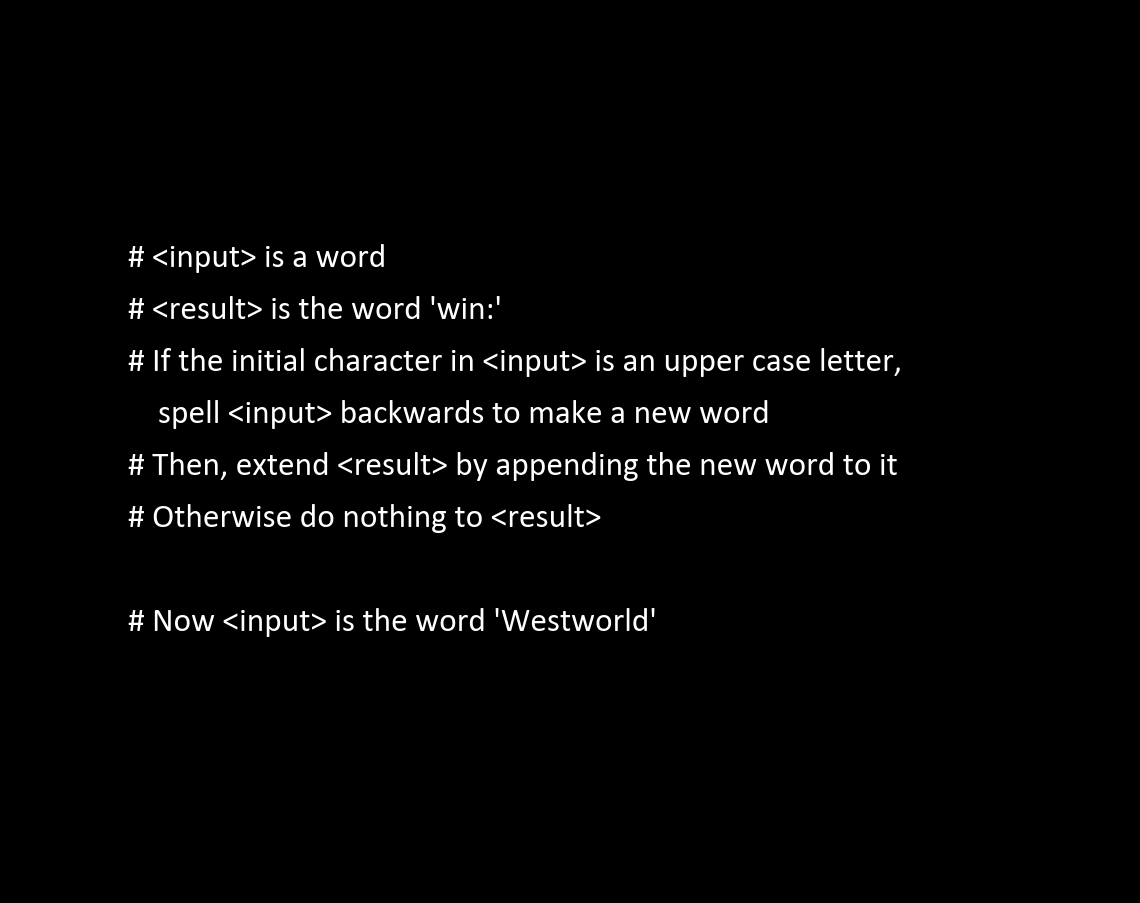 # <input> is a word
# <result> is the word 'win:'
# If the initial character in <input> is an upper case letter,
spell <input> backwards to make a new word
# Then, extend <result> by appending the new word to it
# Otherwise do nothing to <result>
# Now <input> is the word 'Westworld'